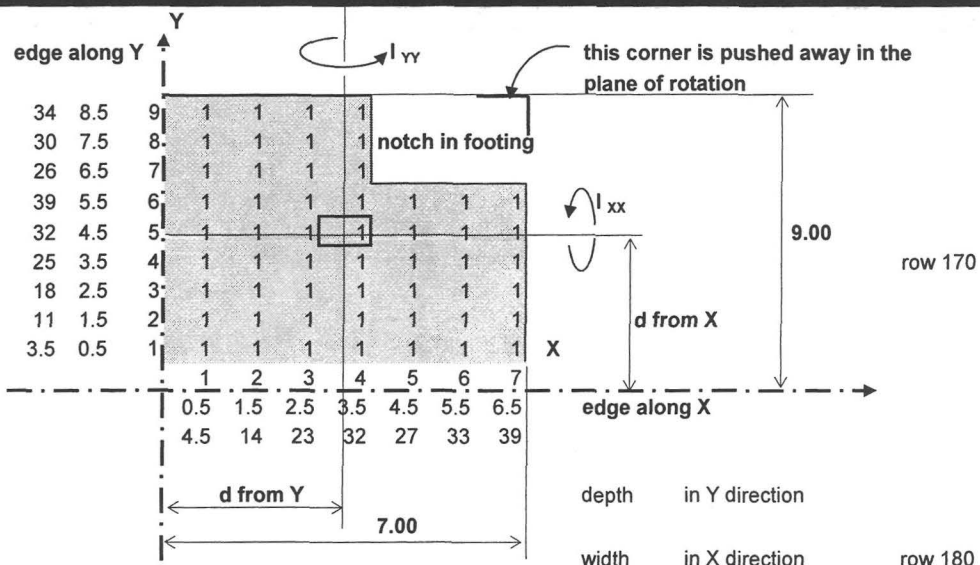 Y
edge along Y
I YY
this corner is pushed away in the
plane of rotation
34 8.5 9 1 1 1 1
30 7.5 8 1 1 1 1 notch in footing
26 6.5 7 1 1 1 1
39 5.5 6 1 1 1 1 1 1 1
I xx
32 4.5 5 1 1 1 1 1 1 1 9.00
25 3.5 4 1 1 1 1 1 1 1 row 170
18 2.5 3 1 1 1 1 1 1 1
11 1.5 2 1 1 1 1 1 1 1 d from X
3.5 0.5 1 1 1 1 1 1 1 1 X
1 2 3 4 5 6 7
0.5 1.5 2.5 3.5 4.5 5.5 6.5 edge along X
4.5 14 23 32 27 33 39
d from Y
depth in Y direction
7.00
width in X direction row 180